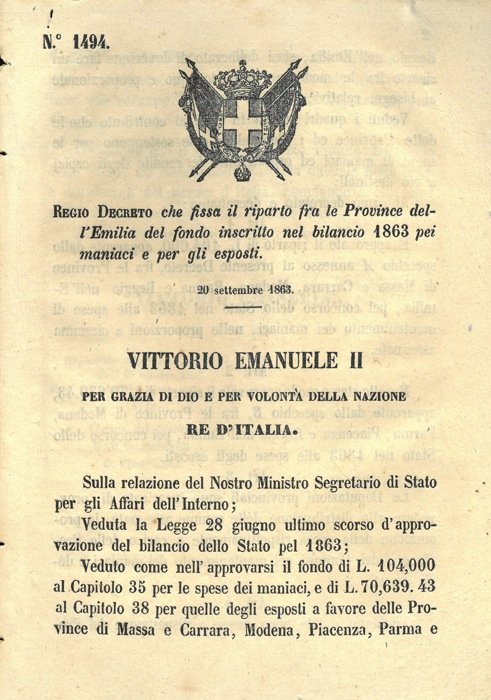 N.° 1494.
REGIO DECRETO che fissa il riparto fra le Province del-
l'Emilia del fondo inscritto nel bilancio 1863 pei
maniaci e per gli esposti.
20 settembre 1863.
VITTORIO EMANUELE II
PER GRAZIA DI DIO E PER VOLONTÀ DELLA NAZIONE
RE D'ITALIA.
Sulla relazione del Nostro Ministro Segretario di Stato
per gli Affari dell'Interno;
Veduta la Legge 28 giugno ultimo scorso d'appro-
vazione del bilancio dello Stato pel 1863;
Veduto come nell'approvarsi il fondo di L. 104,000
al Capitolo 35 per le spese dei maniaci, e di L. 70,639. 43
al Capitolo 38 per quelle degli esposti a favore delle Pro-
vince di Massa e Carrara, Modena, Piacenza, Parma e